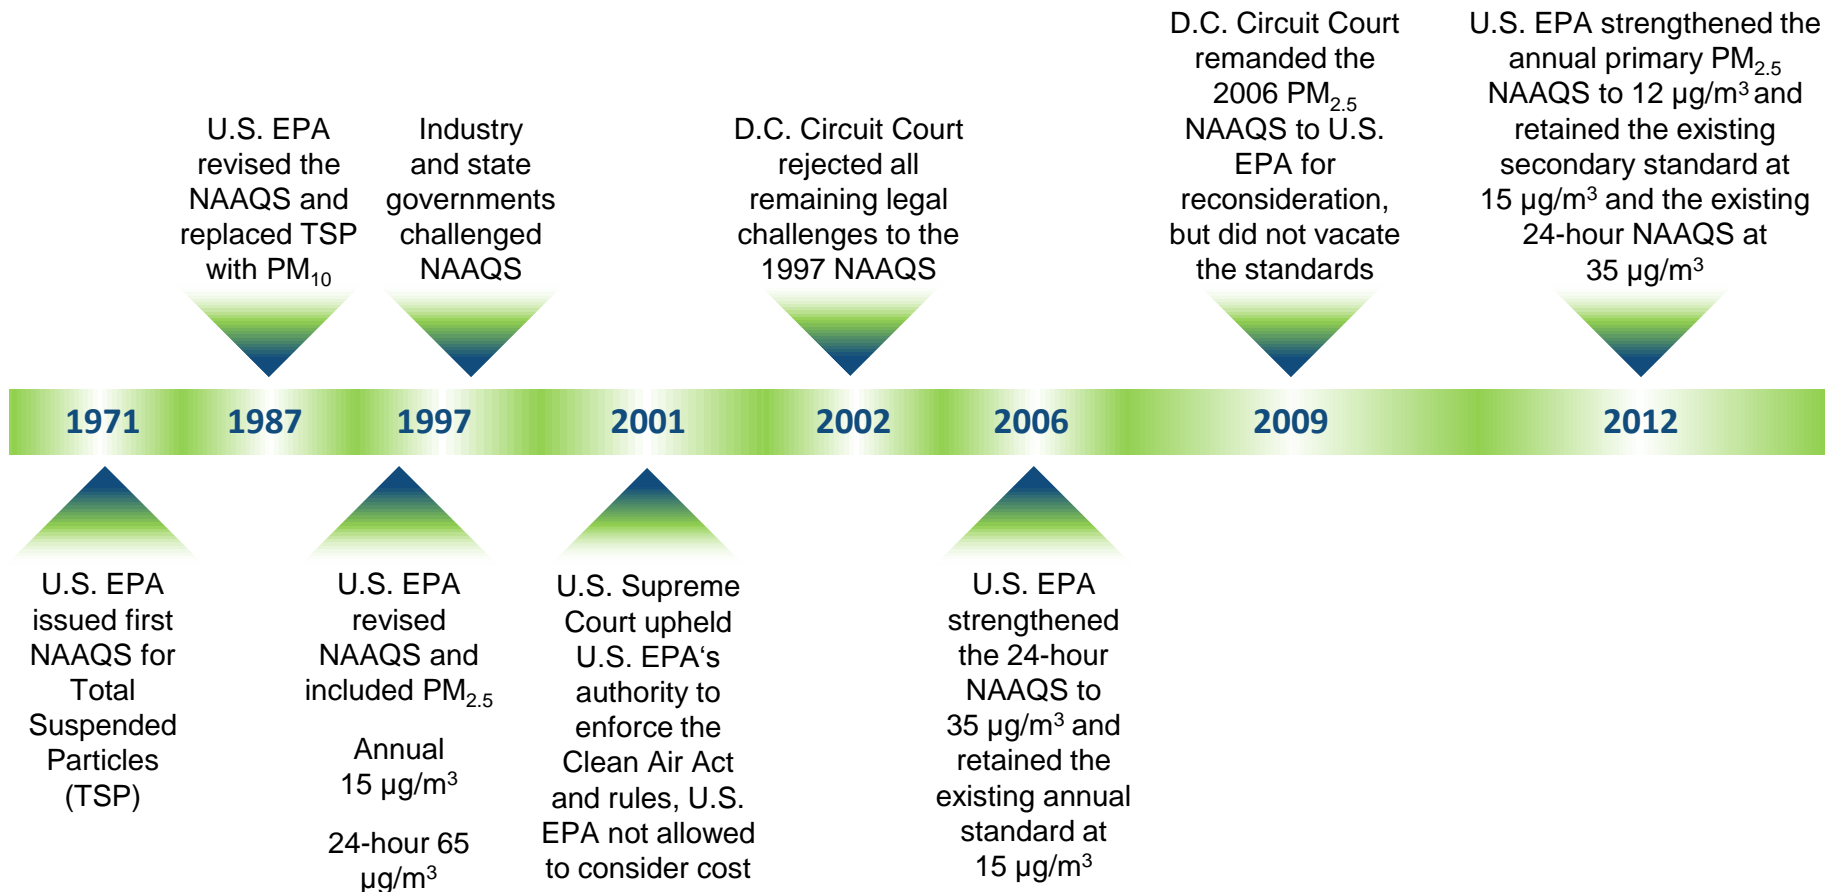 U.S. EPA
revised the
NAAQS and
replaced TSP
with PM₁₀
Industry
and state
governments
challenged
NAAQS
D.C. Circuit Court
rejected all
remaining legal
challenges to the
1997 NAAQS
D.C. Circuit Court
remanded the
2006 PM₂.₅
NAAQS to U.S.
EPA for
reconsideration,
but did not vacate
the standards
U.S. EPA strengthened the
annual primary PM₂.₅
NAAQS to 12 µg/m³ and
retained the existing
secondary standard at
15 µg/m³ and the existing
24-hour NAAQS at
35 µg/m³
1971 1987 1997 2001 2002 2006 2009 2012
U.S. EPA
issued first
NAAQS for
Total
Suspended
Particles
(TSP)
U.S. EPA
revised
NAAQS and
included PM₂.₅
Annual
15 µg/m³
24-hour 65
µg/m³
U.S. Supreme
Court upheld
U.S. EPA‘s
authority to
enforce the
Clean Air Act
and rules, U.S.
EPA not allowed
to consider cost
U.S. EPA
strengthened
the 24-hour
NAAQS to
35 µg/m³ and
retained the
existing annual
standard at
15 µg/m³